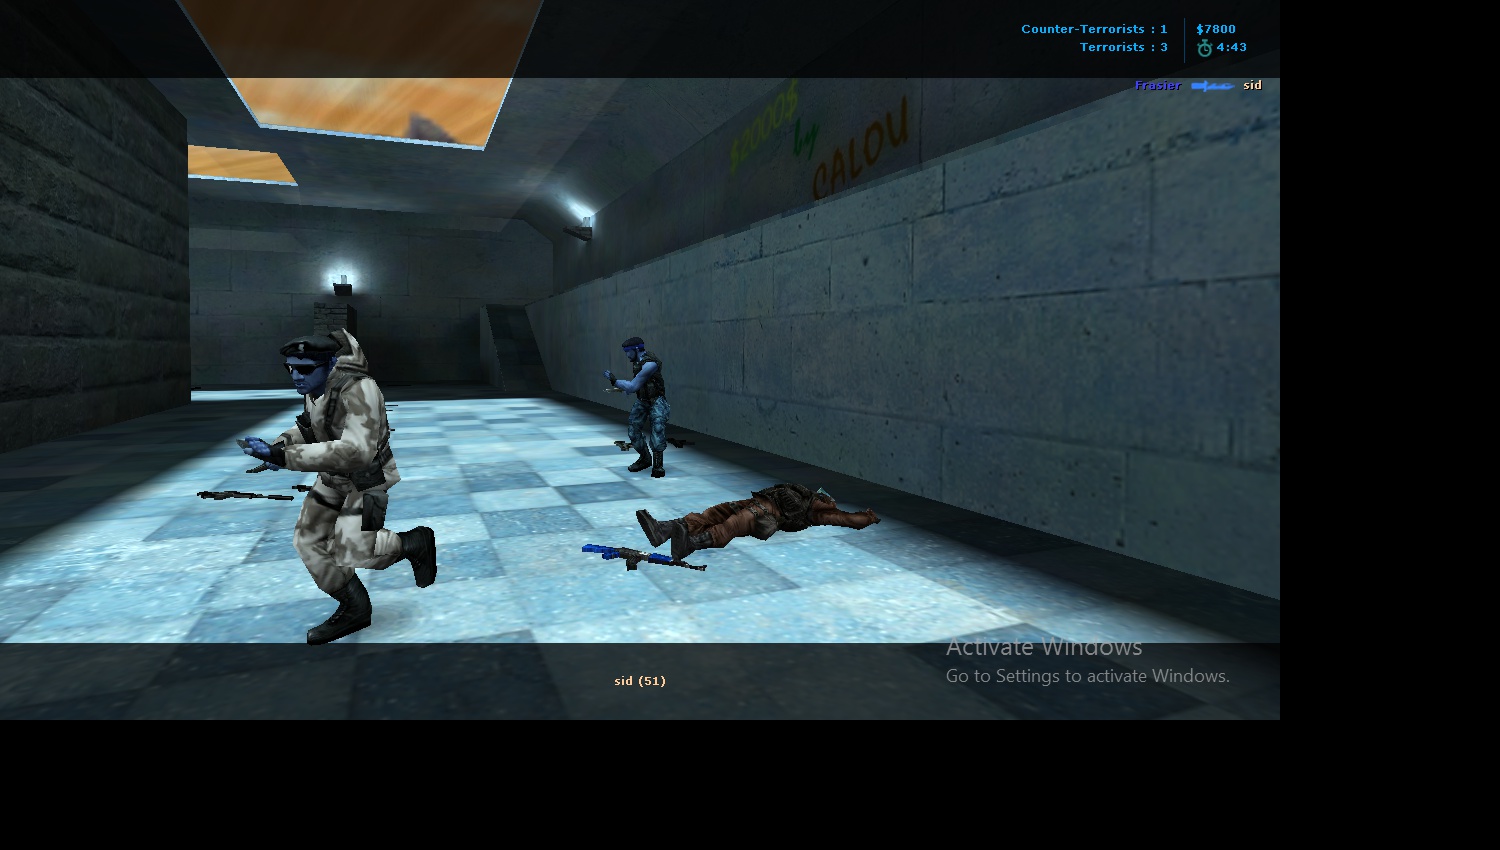 Counter-Terrorists : 1
$7800
Terrorists : 3
4:43
Frasier sid
$2000$
by
CALOU
Activate Windows
Go to Settings to activate Windows.
sid (51)